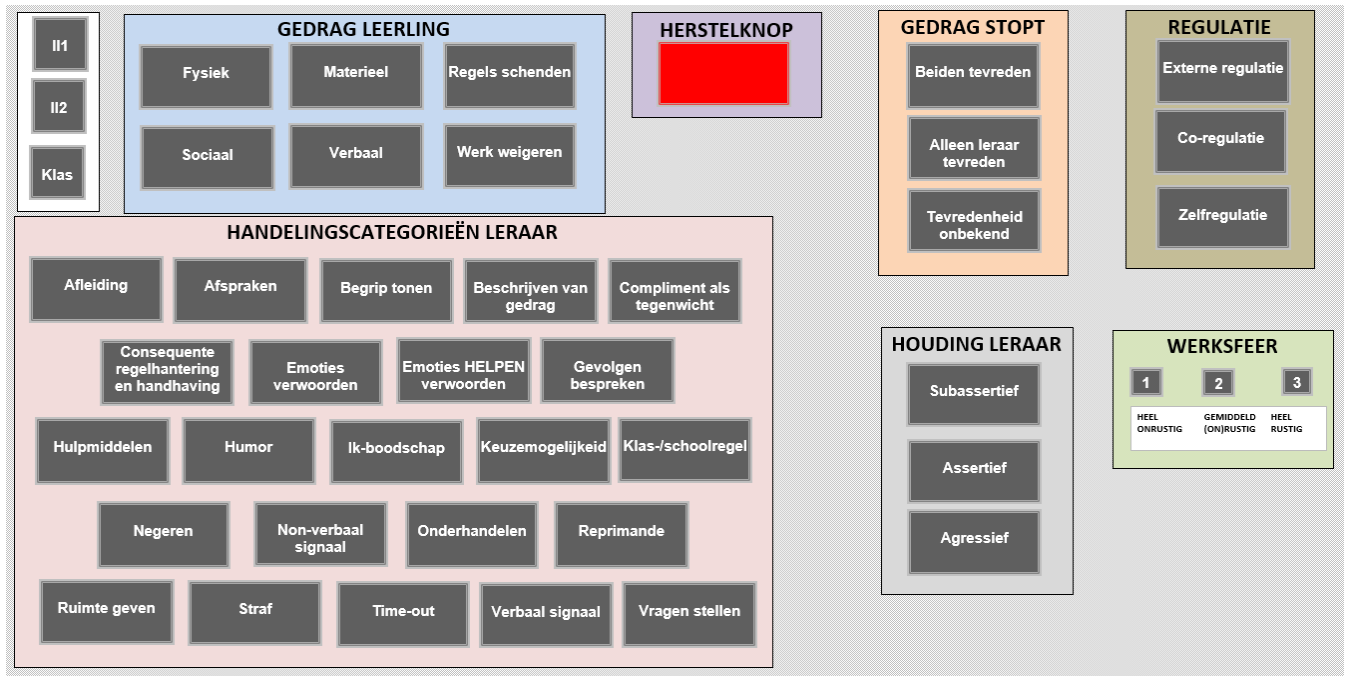 ll1
ll2
Klas
GEDRAG LEERLING
Fysiek
Materieel
Regels schenden
Sociaal
Verbaal
Werk weigeren
HERSTELKNOP
GEDRAG STOPT
Beiden tevreden
Alleen leraar
tevreden
Tevredenheid
onbekend
REGULATIE
Externe regulatie
Co-regulatie
Zelfregulatie
HANDELINGSCATEGORIEËN LERAAR
Afleiding
Afspraken
Begrip tonen
Beschrijven van
gedrag
Compliment als
tegenwicht
Consequente
regelhantering
en handhaving
Emoties
verwoorden
Emoties HELPEN
verwoorden
Gevolgen
bespreken
Hulpmiddelen
Humor
Ik-boodschap
Keuzemogelijkeid
Klas-/schoolregel
Negeren
Non-verbaal
signaal
Onderhandelen
Reprimande
Ruimte geven
Straf
Time-out
Verbaal signaal
Vragen stellen
HOUDING LERAAR
Subassertief
Assertief
Agressief
WERKSFEER
1
2
3
HEEL
ONRUSTIG
GEMIDDELD
(ON)RUSTIG
HEEL
RUSTIG